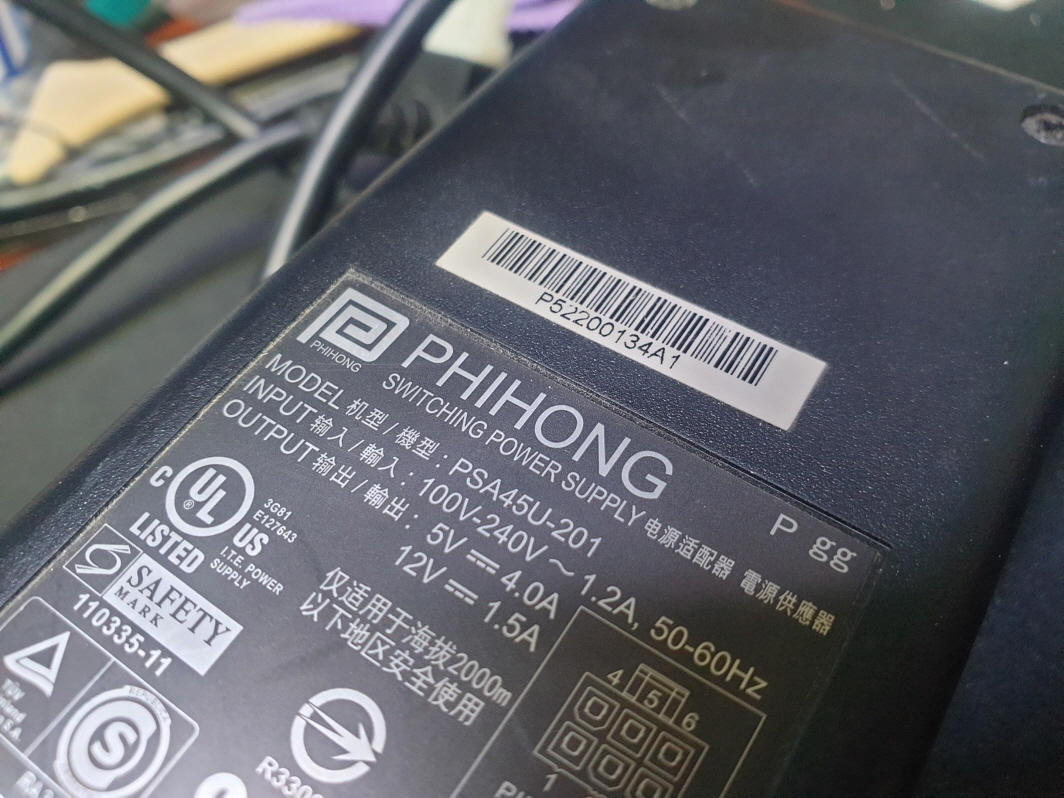 P52200134A1
PHIHONG
PHIHONG
SWITCHING POWER SUPPLY 电源适配器 電源供應器
P gg
MODEL 机型 / 機型 : PSA45U-201
INPUT 输入 / 輸入 : 100V-240V ~ 1.2A, 50-60Hz
OUTPUT 输出 / 輸出 : 5V ⎓ 4.0A
12V ⎓ 1.5A
C UL US
®
LISTED
3G81
E127643
I.T.E. POWER
SUPPLY
仅适用于海拔2000m
以下地区安全使用
S SAFETY
MARK
110335-11
4 5 6
1
TÜV
S